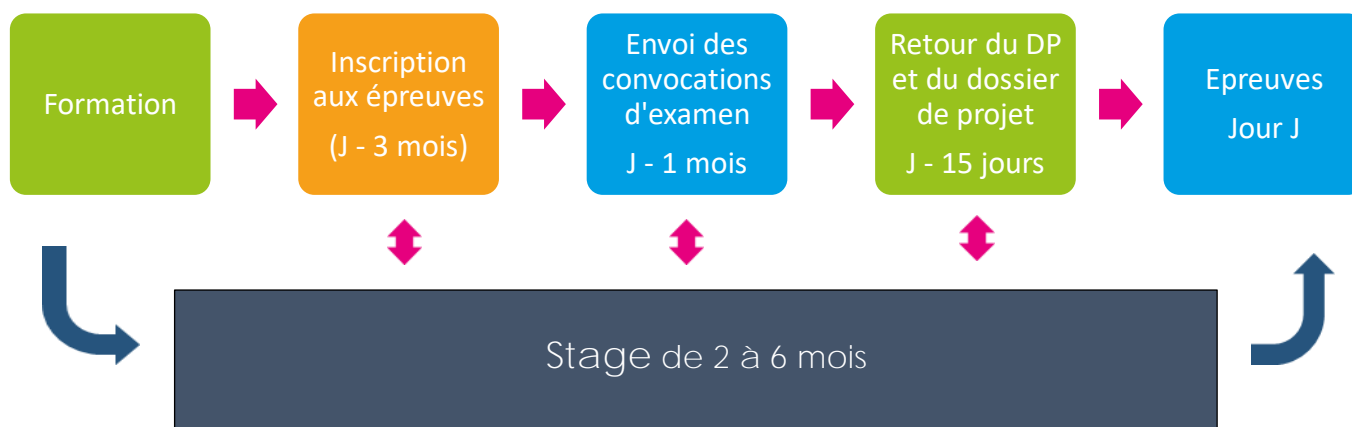 Formation
Inscription
aux épreuves
(J - 3 mois)
Envoi des
convocations
d'examen
J - 1 mois
Retour du DP
et du dossier
de projet
J - 15 jours
Epreuves
Jour J
Stage de 2 à 6 mois